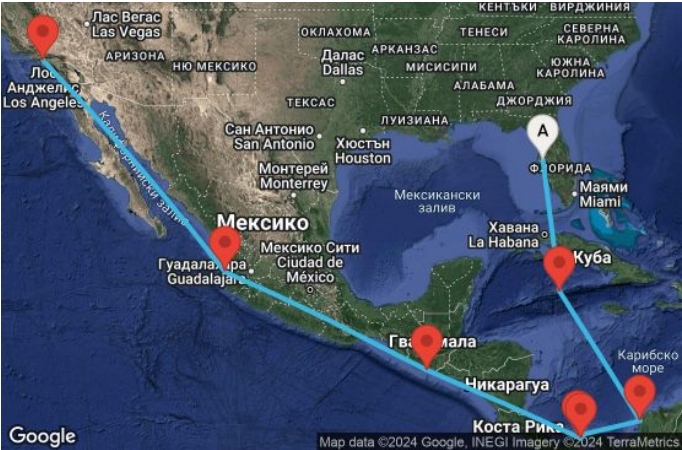 КЕНТЪКИ
ВИРДЖИНИЯ
Лас Вегас
Las Vegas
ОКЛАХОМА
ТЕНЕСИ
СЕВЕРНА
КАРОЛИНА
АРИЗОНА
НЮ МЕКСИКО
Далас
Dallas
АРКАНЗАС
МИСИСИПИ
ЮЖНА
КАРОЛИНА
Лос
Анджелис
Los Angeles
АЛАБАМА
ДЖОРДЖИЯ
ТЕКСАС
ЛУИЗИАНА
Сан Антонио
San Antonio
Хюстън
Houston
A
ФЛОРИДА
Монтерей
Monterrey
Маями
Miami
Мексикански
залив
Мексико
Хавана
La Habana
Куба
Мексико Сити
Ciudad de
México
Гуадалахара
Guadalajara
Гватемала
Карибско
море
Никарагуа
Коста Рика
Google
Map data ©2024 Google, INEGI Imagery ©2024 TerraMetrics